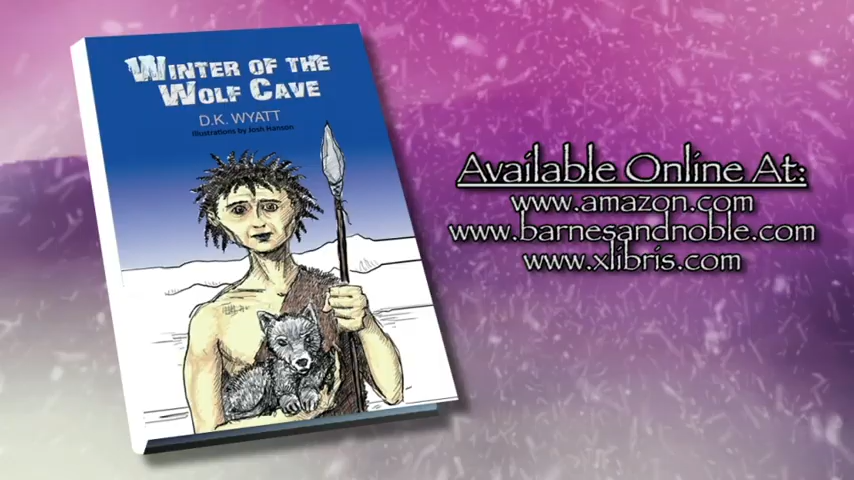 WINTER OF THE
WOLF CAVE
D.K. WYATT
Illustrations by Josh Hanson
Available Online At:
www.amazon.com
www.barnesandnoble.com
www.xlibris.com